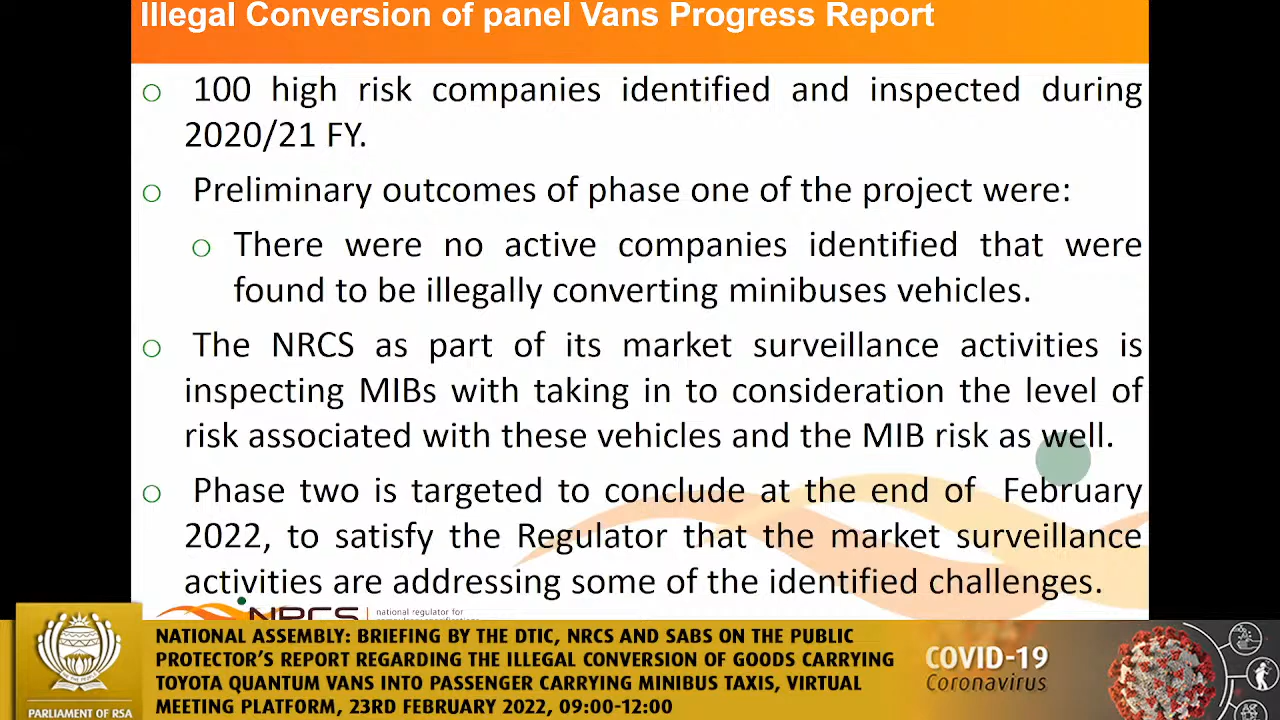 Illegal Conversion of panel Vans Progress Report
○ 100 high risk companies identified and inspected during
2020/21 FY.
○ Preliminary outcomes of phase one of the project were:
○ There were no active companies identified that were
found to be illegally converting minibuses vehicles.
○ The NRCS as part of its market surveillance activities is
inspecting MIBs with taking in to consideration the level of
risk associated with these vehicles and the MIB risk as well.
○ Phase two is targeted to conclude at the end of February
2022, to satisfy the Regulator that the market surveillance
activities are addressing some of the identified challenges.
NRCS
national regulator for
NATIONAL ASSEMBLY: BRIEFING BY THE DTIC, NRCS AND SABS ON THE PUBLIC
PROTECTOR'S REPORT REGARDING THE ILLEGAL CONVERSION OF GOODS CARRYING
TOYOTA QUANTUM VANS INTO PASSENGER CARRYING MINIBUS TAXIS, VIRTUAL
MEETING PLATFORM, 23RD FEBRUARY 2022, 09:00-12:00
PARLIAMENT OF RSA
COVID-19
Coronavirus